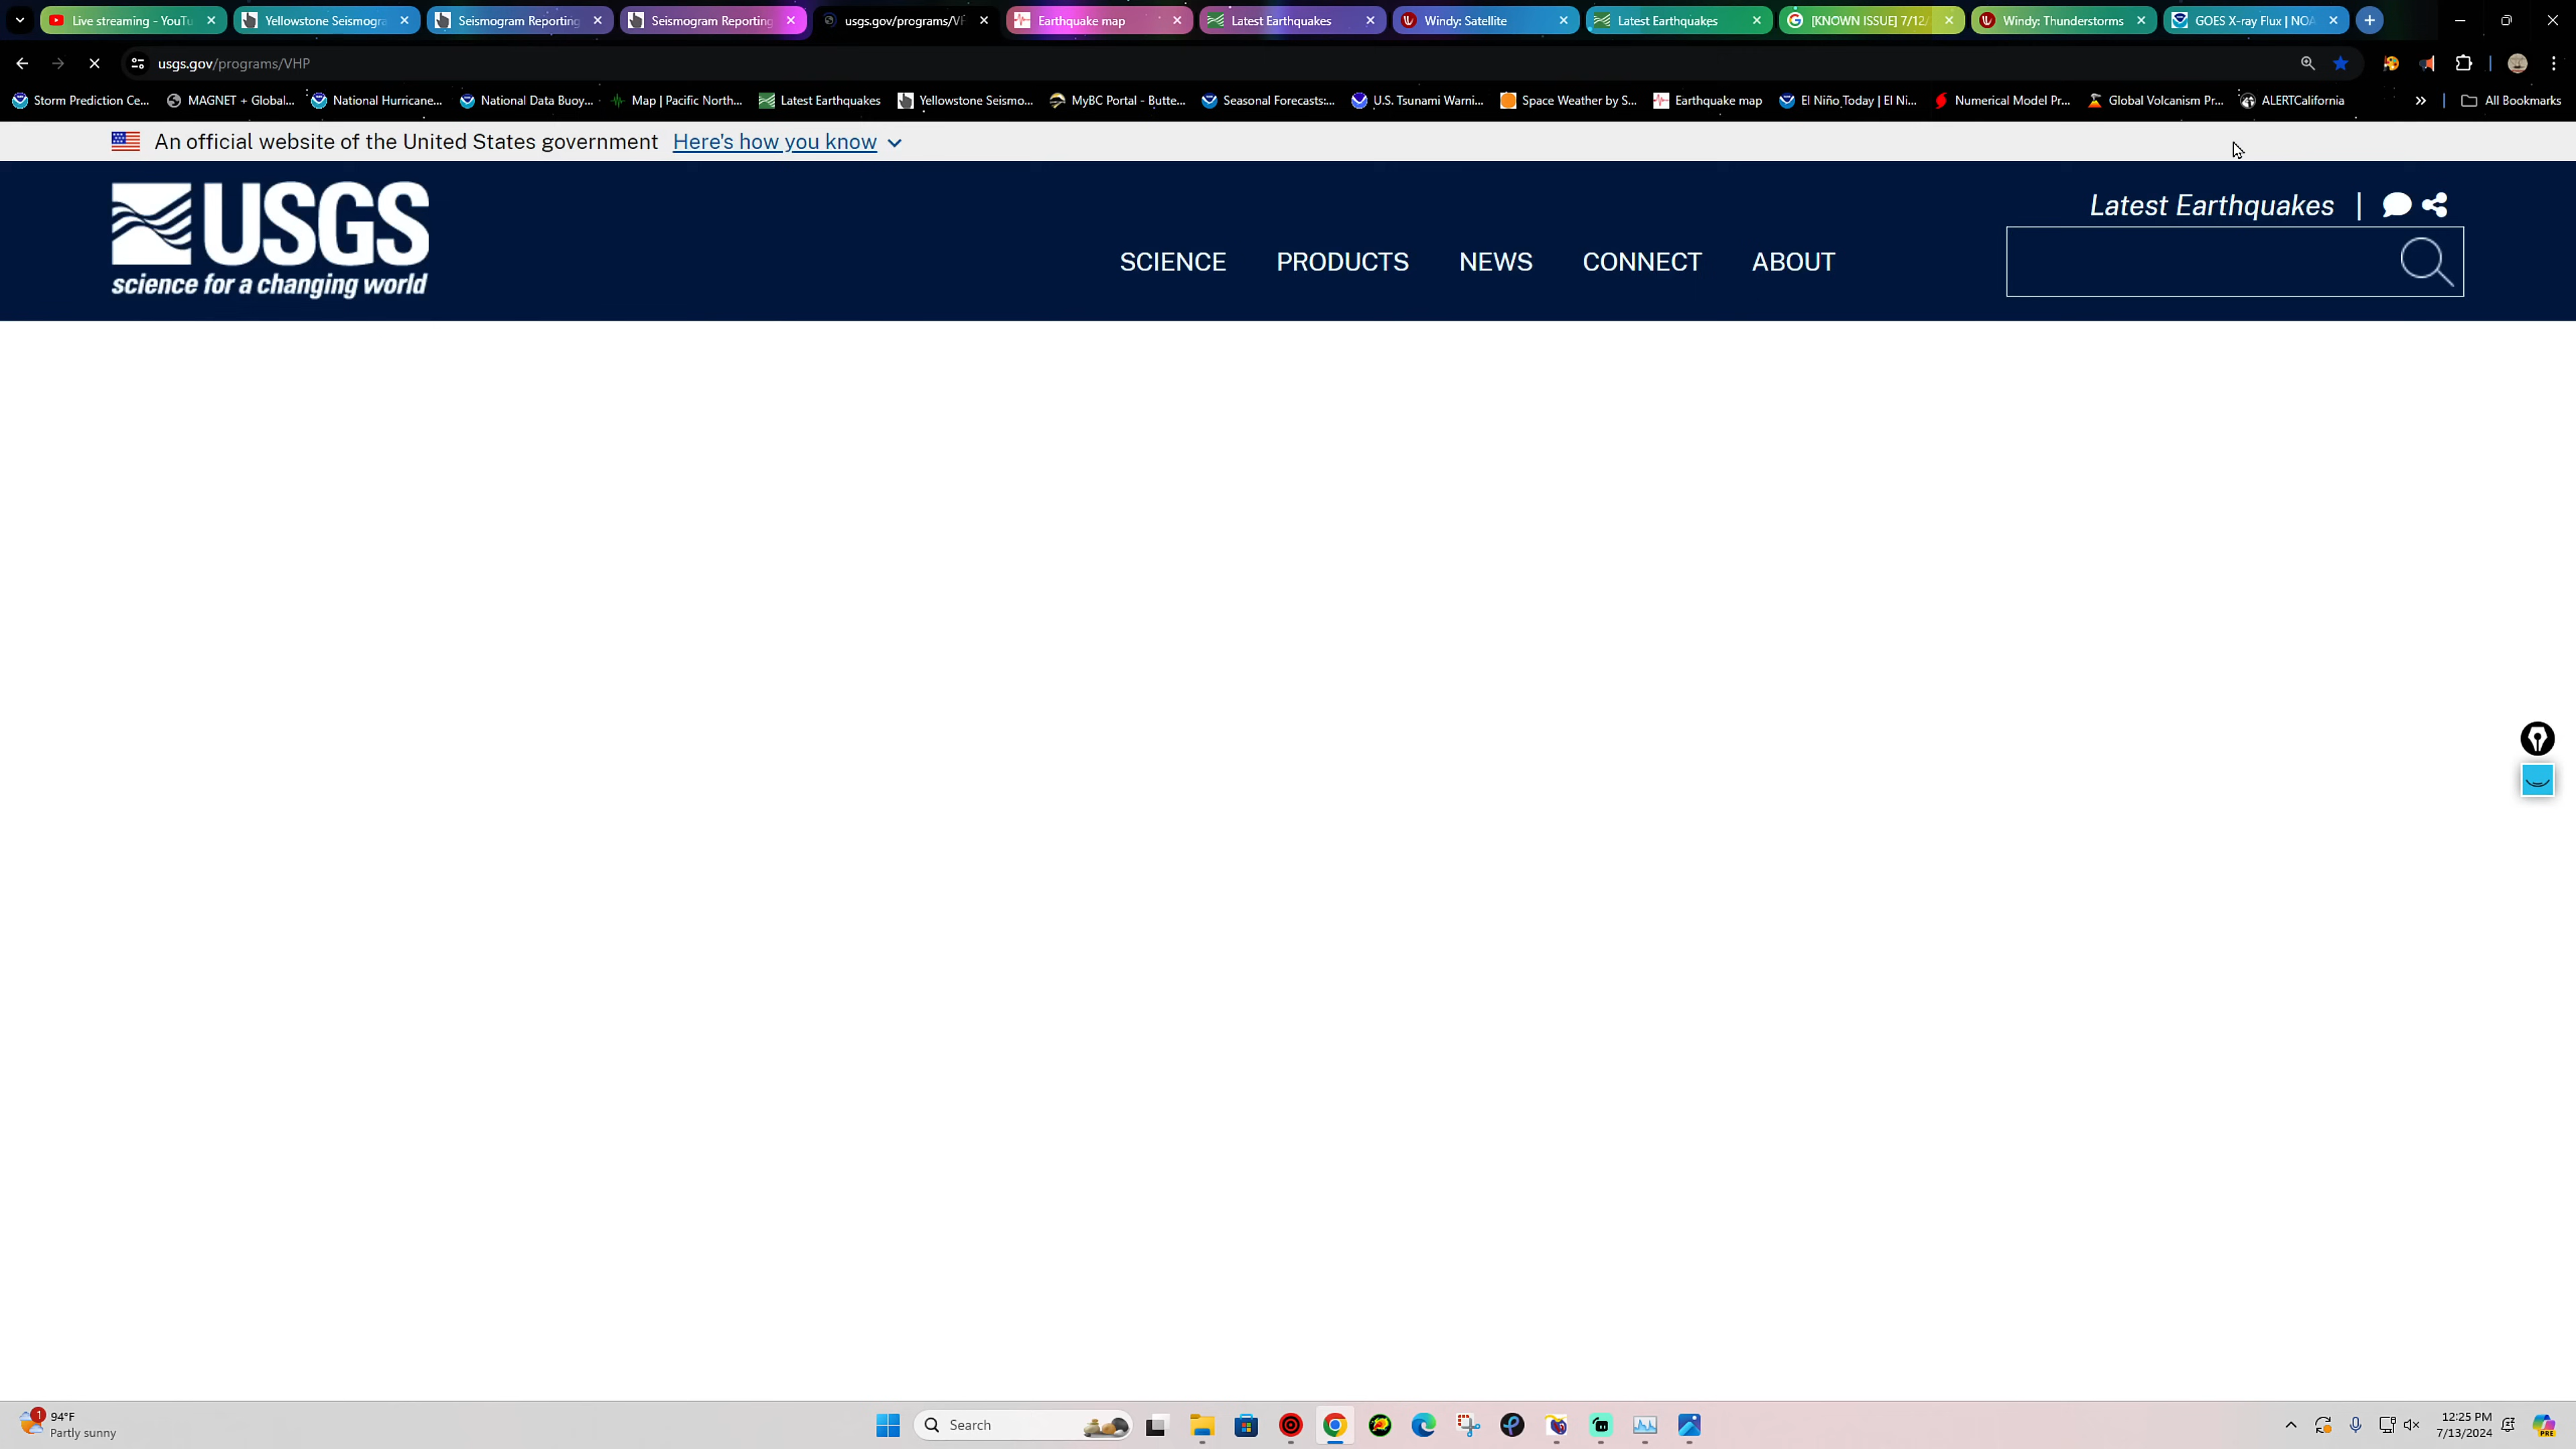 Live streaming - YouTu
Yellowstone Seismogra
Seismogram Reporting
Seismogram Reporting
usgs.gov/programs/VH
Earthquake map
Latest Earthquakes
Windy: Satellite
Latest Earthquakes
[KNOWN ISSUE] 7/12/
Windy: Thunderstorms
GOES X-ray Flux | NOA
usgs.gov/programs/VHP
Storm Prediction Ce...
MAGNET + Global...
National Hurricane...
National Data Buoy...
Map | Pacific North...
Latest Earthquakes
Yellowstone Seismo...
MyBC Portal - Butte...
Seasonal Forecasts:...
U.S. Tsunami Warni...
Space Weather by S...
Earthquake map
El Niño Today | El Ni...
Numerical Model Pr...
Global Volcanism Pr...
ALERTCalifornia
All Bookmarks
An official website of the United States government Here's how you know
USGS
science for a changing world
Latest Earthquakes |
SCIENCE PRODUCTS NEWS CONNECT ABOUT
1
94°F
Partly sunny
Search
12:25 PM
7/13/2024
PRE